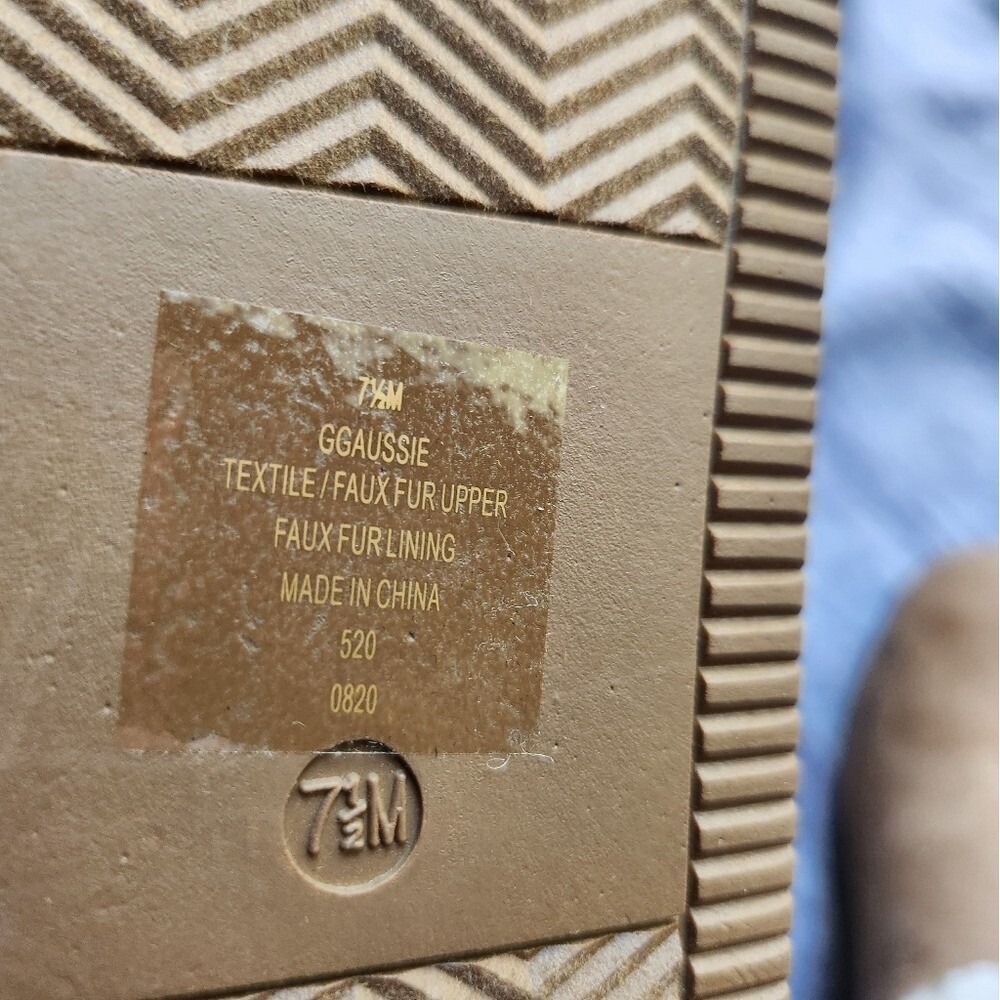 7½M
GGAUSSIE
TEXTILE / FAUX FUR UPPER
FAUX FUR LINING
MADE IN CHINA
520
0820
7½M